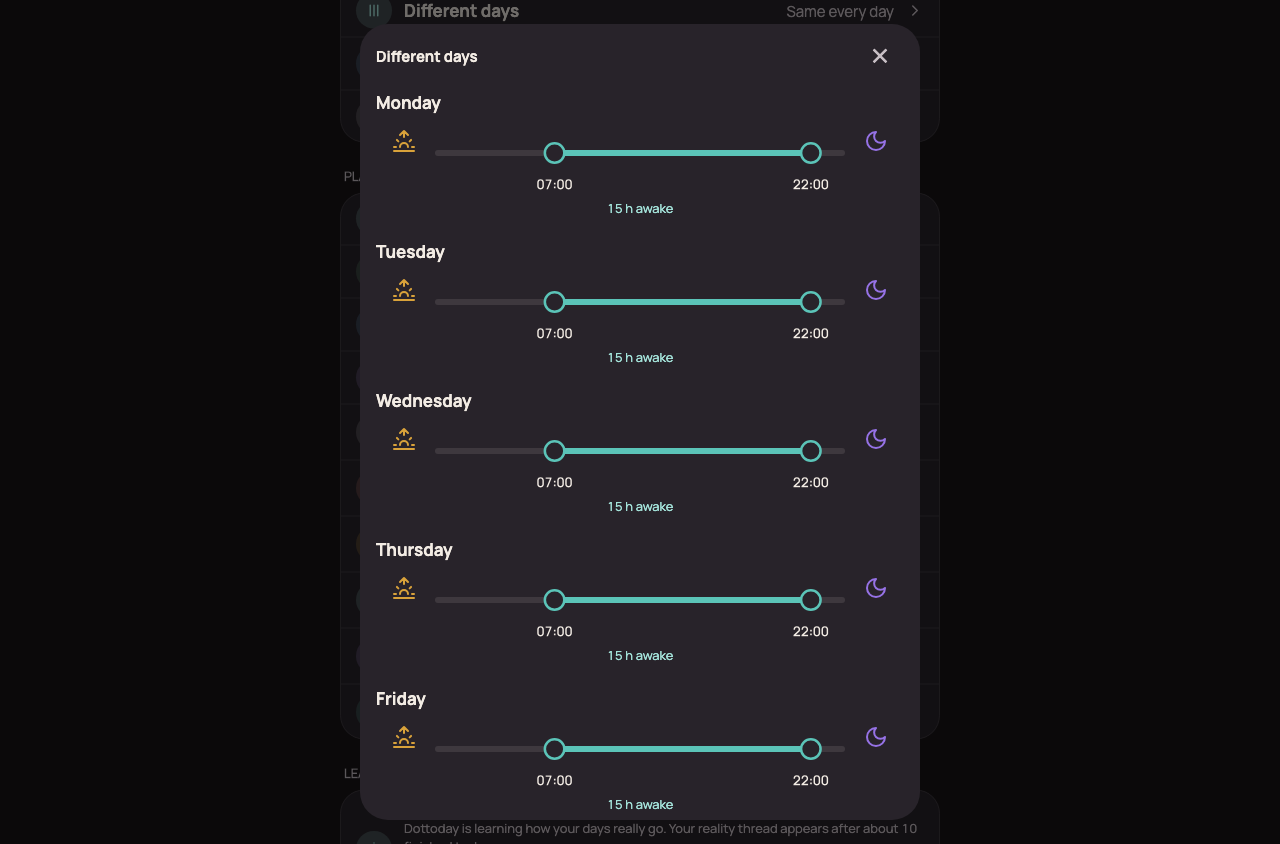 Different days
Same every day
Different days
Monday
07:00
22:00
15 h awake
Tuesday
07:00
22:00
15 h awake
Wednesday
07:00
22:00
15 h awake
Thursday
07:00
22:00
15 h awake
Friday
07:00
22:00
15 h awake
Dottoday is learning how your days really go. Your reality thread appears after about 10